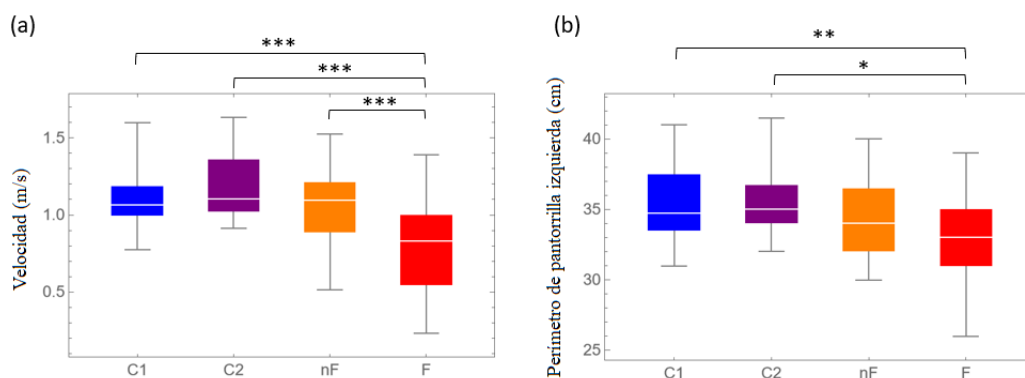 (a)
***
***
***
Velocidad (m/s)
1.5
1.0
0.5
C1 C2 nF F
(b)
**
*
Perímetro de pantorrilla izquierda (cm)
40
35
30
25
C1 C2 nF F